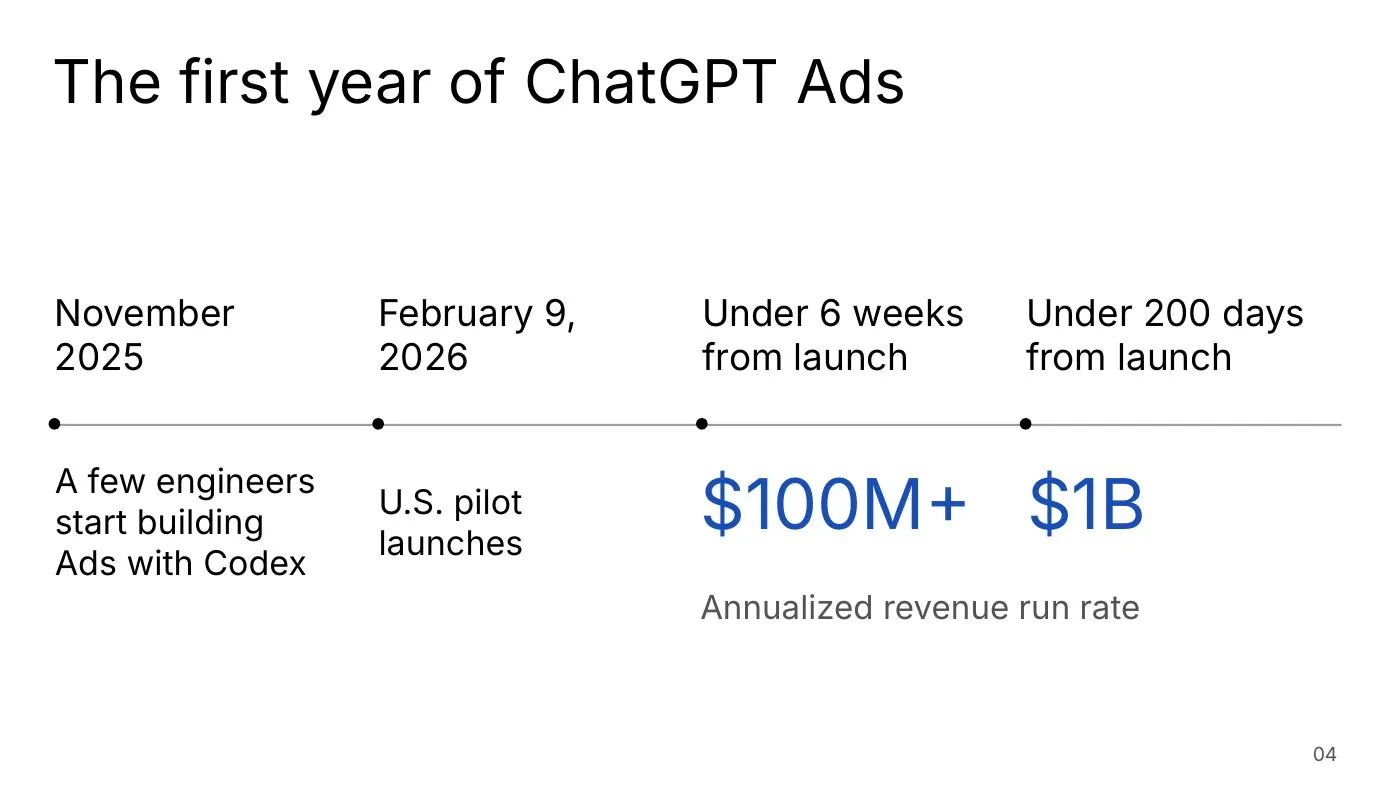 The first year of ChatGPT Ads
November
2025
February 9,
2026
Under 6 weeks
from launch
Under 200 days
from launch
A few engineers
start building
Ads with Codex
U.S. pilot
launches
$100M+
$1B
Annualized revenue run rate
04